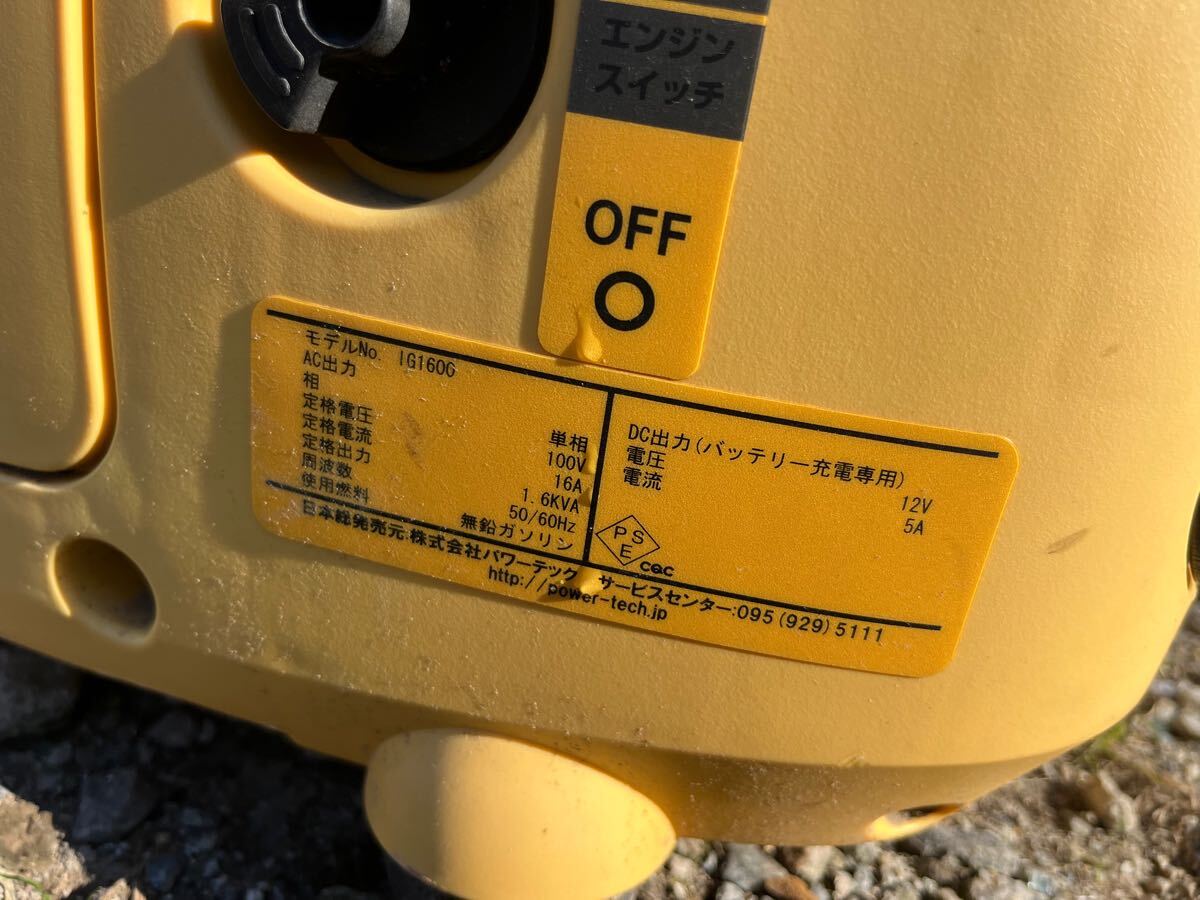 エンジン
スイッチ
OFF
モデルNo. IG1606
AC出力
相 単相
定格電圧 100V
定格電流 16A
定格出力 1.6KVA
周波数 50/60Hz
使用燃料 無鉛ガソリン
DC出力(バッテリー充電専用)
電圧 12V
電流 5A
PSE
CQC
日本総発売元:株式会社パワーテック サービスセンター:095(929)5111
http://power-tech.jp